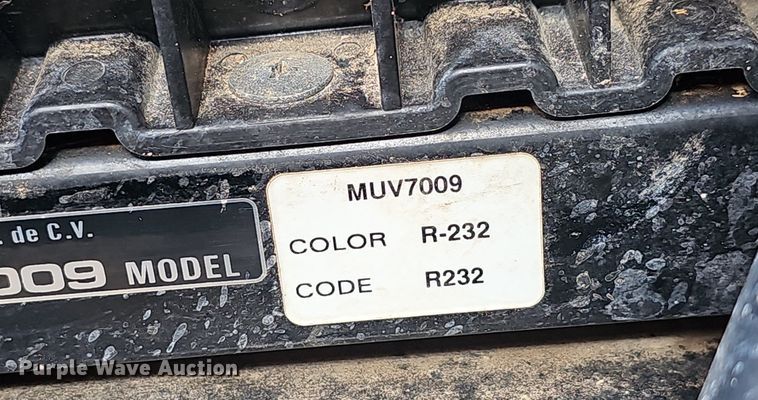 MUV7009
COLOR R-232
CODE R232
. de C.V.
009 MODEL
Purple Wave Auction